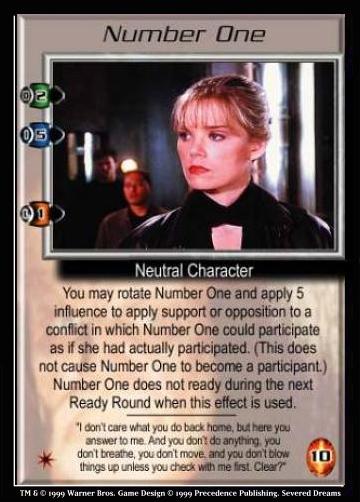 Number One
2
5
1
Neutral Character
You may rotate Number One and apply 5
influence to apply support or opposition to a
conflict in which Number One could participate
as if she had actually participated. (This does
not cause Number One to become a participant.)
Number One does not ready during the next
Ready Round when this effect is used.
"I don't care what you do back home, but here you
answer to me. And you don't do anything, you
don't breathe, you don't move, and you don't blow
things up unless you check with me first. Clear?"
10
TM & © 1999 Warner Bros. Game Design © 1999 Precedence Publishing. Severed Dreams